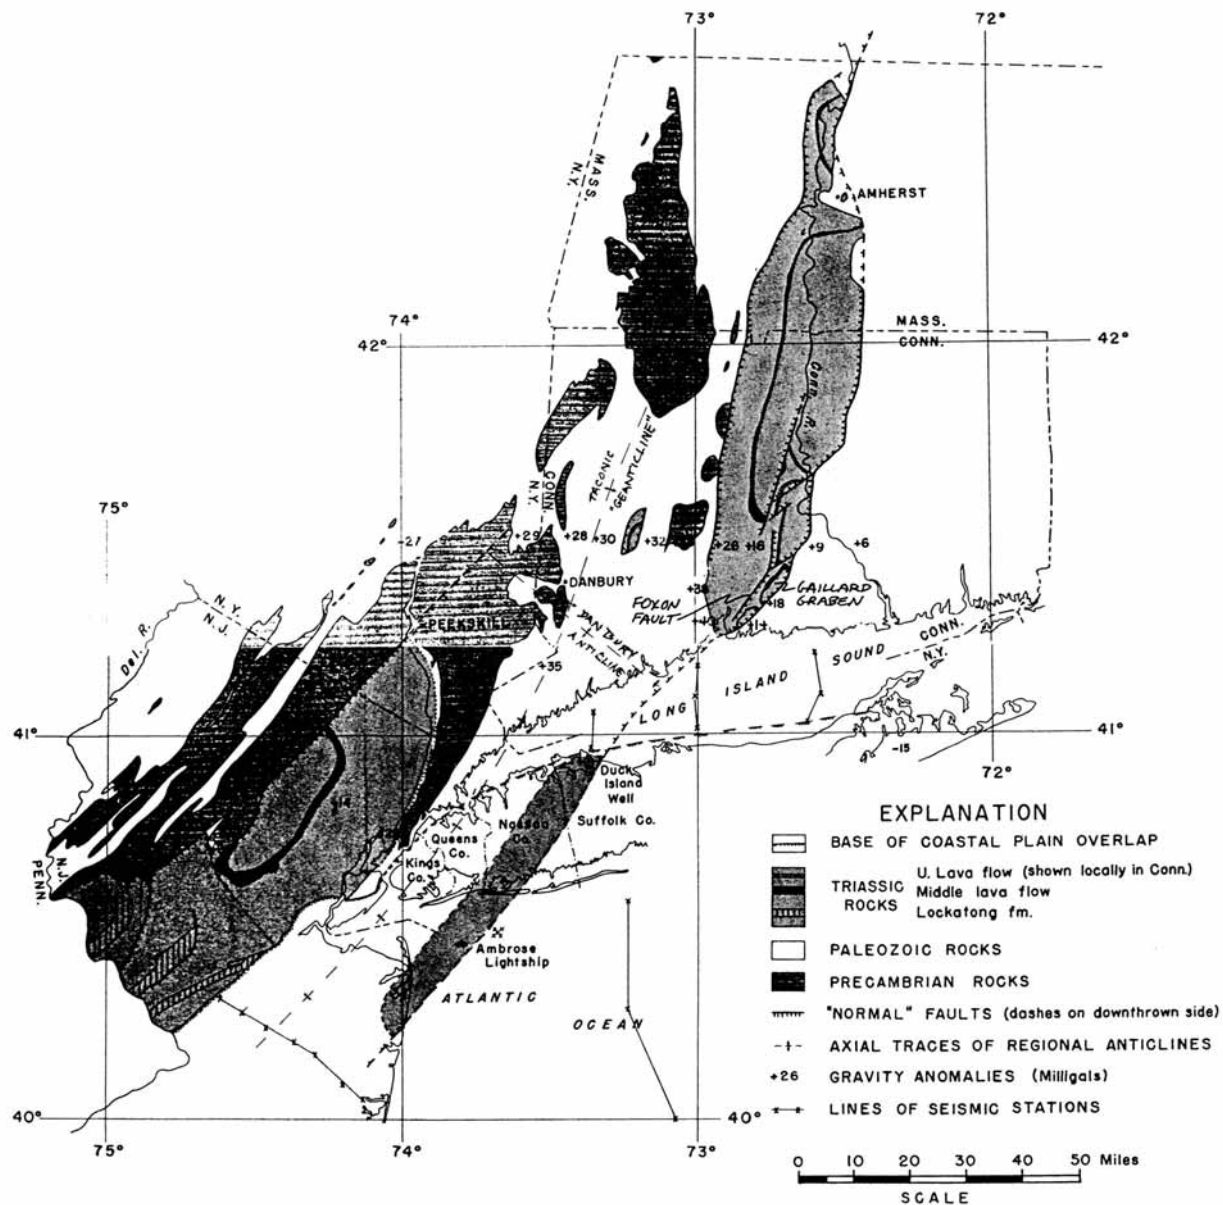 73°
72°
MASS.
N.Y.
AMHERST
74°
42°
MASS.
CONN.
42°
Conn. R.
TACONIC
"GEANTICLINE"
CONN.
N.Y.
75°
-27
+29
+28
+30
+32
+26
+16
+9
+6
DANBURY
GAILLARD
GRABEN
FOXON
FAULT
+18
+14
N.Y.
N.J.
Del. R.
PEEKSKILL
DANBURY
ANTICLINE
+35
LONG ISLAND SOUND
CONN.
N.Y.
41°
41°
-15
72°
Duck
Island
Well
Suffolk Co.
Nassau
Co.
Queens
Co.
Kings
Co.
N.J.
PENN.
Ambrose
Lightship
ATLANTIC
OCEAN
40°
40°
75°
74°
73°
EXPLANATION
BASE OF COASTAL PLAIN OVERLAP
TRIASSIC
ROCKS
U. Lava flow (shown locally in Conn.)
Middle lava flow
Lockatong fm.
PALEOZOIC ROCKS
PRECAMBRIAN ROCKS
"NORMAL" FAULTS (dashes on downthrown side)
AXIAL TRACES OF REGIONAL ANTICLINES
+26 GRAVITY ANOMALIES (Milligals)
LINES OF SEISMIC STATIONS
0 10 20 30 40 50 Miles
SCALE